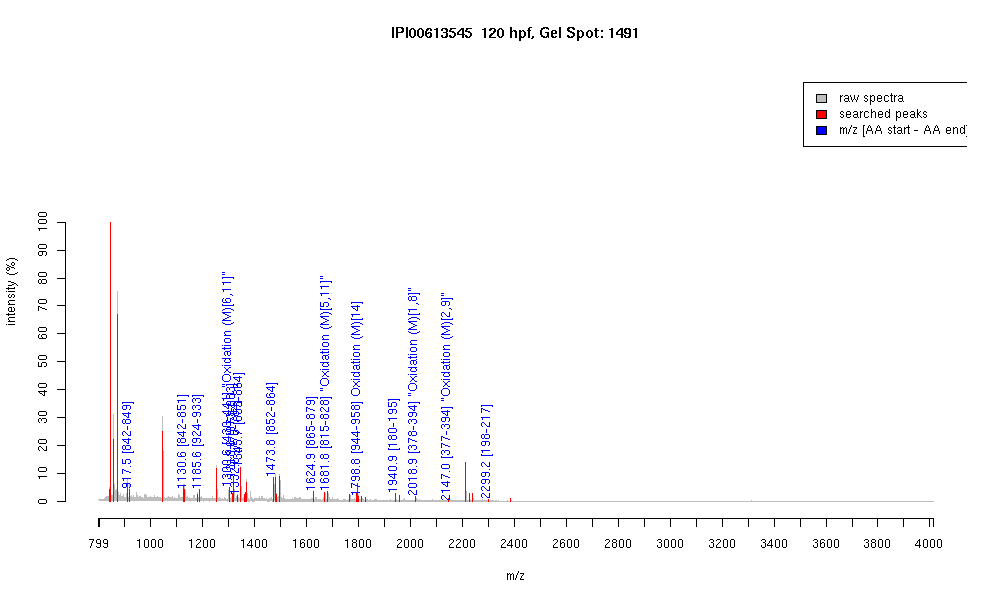 IPI00613545 120 hpf, Gel Spot: 1491
raw spectra
searched peaks
m/z [AA start - AA end]
intensity (%)
100
90
80
70
60
50
40
30
20
10
0
917.5 [842-849]
1130.6 [842-851]
1185.6 [924-933]
"Oxidation (M)[6,11]"
1473.8 [852-864]
1624.9 [865-879]
1681.8 [815-828] "Oxidation (M)[5,11]"
1798.8 [944-958] Oxidation (M)[14]
1940.9 [180-195]
2018.9 [378-394] "Oxidation (M)[1,8]"
2147.0 [377-394] "Oxidation (M)[2,9]"
2299.2 [198-217]
799 1000 1200 1400 1600 1800 2000 2200 2400 2600 2800 3000 3200 3400 3600 3800 4000
m/z